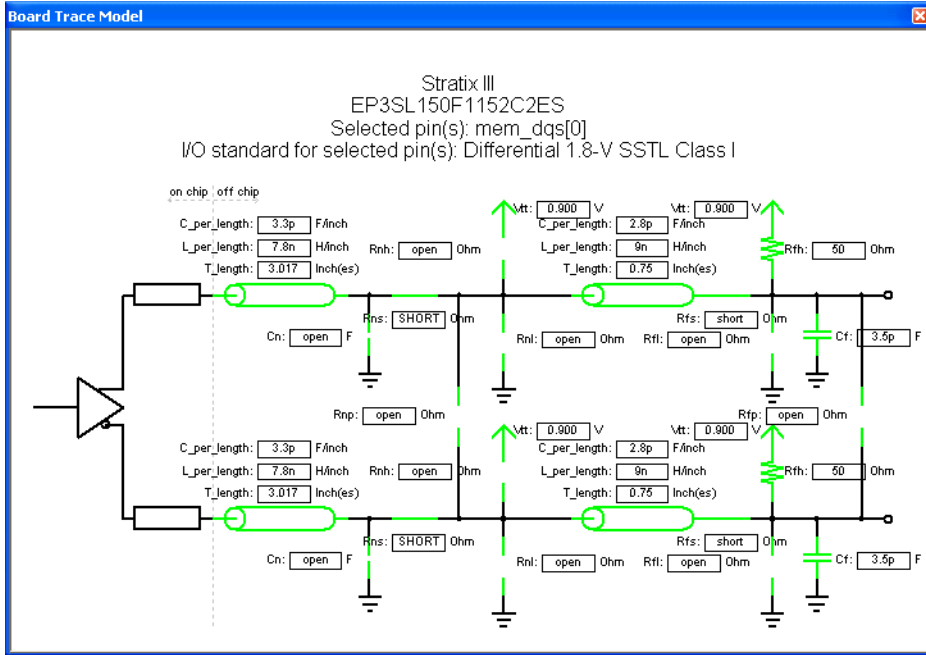 Board Trace Model
Stratix III
EP3SL150F1152C2ES
Selected pin(s): mem_dqs[0]
I/O standard for selected pin(s): Differential 1.8-V SSTL Class I
on chip off chip
Vtt: 0.900 V Vtt: 0.900 V
C_per_length: 3.3p F/inch C_per_length: 2.8p F/inch
L_per_length: 7.8n H/inch Rnh: open Ohm L_per_length: 9n H/inch Rfh: 50 Ohm
T_length: 3.017 Inch(es) T_length: 0.75 Inch(es)
Rns: SHORT Ohm Rfs: short Ohm
Cn: open F Rnl: open Ohm Rfl: open Ohm Cf: 3.5p F
Rnp: open Ohm Rfp: open Ohm
Vtt: 0.900 V Vtt: 0.900 V
C_per_length: 3.3p F/inch C_per_length: 2.8p F/inch
L_per_length: 7.8n H/inch Rnh: open Ohm L_per_length: 9n H/inch Rfh: 50 Ohm
T_length: 3.017 Inch(es) T_length: 0.75 Inch(es)
Rns: SHORT Ohm Rfs: short Ohm
Cn: open F Rnl: open Ohm Rfl: open Ohm Cf: 3.5p F